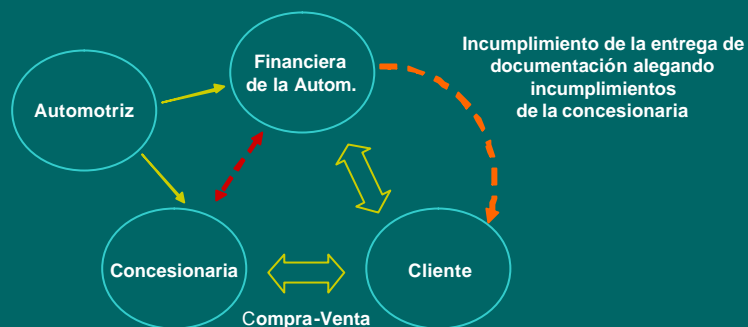 Automotriz
Financiera
de la Autom.
Incumplimiento de la entrega de
documentación alegando
incumplimientos
de la concesionaria
Concesionaria
Cliente
Compra-Venta